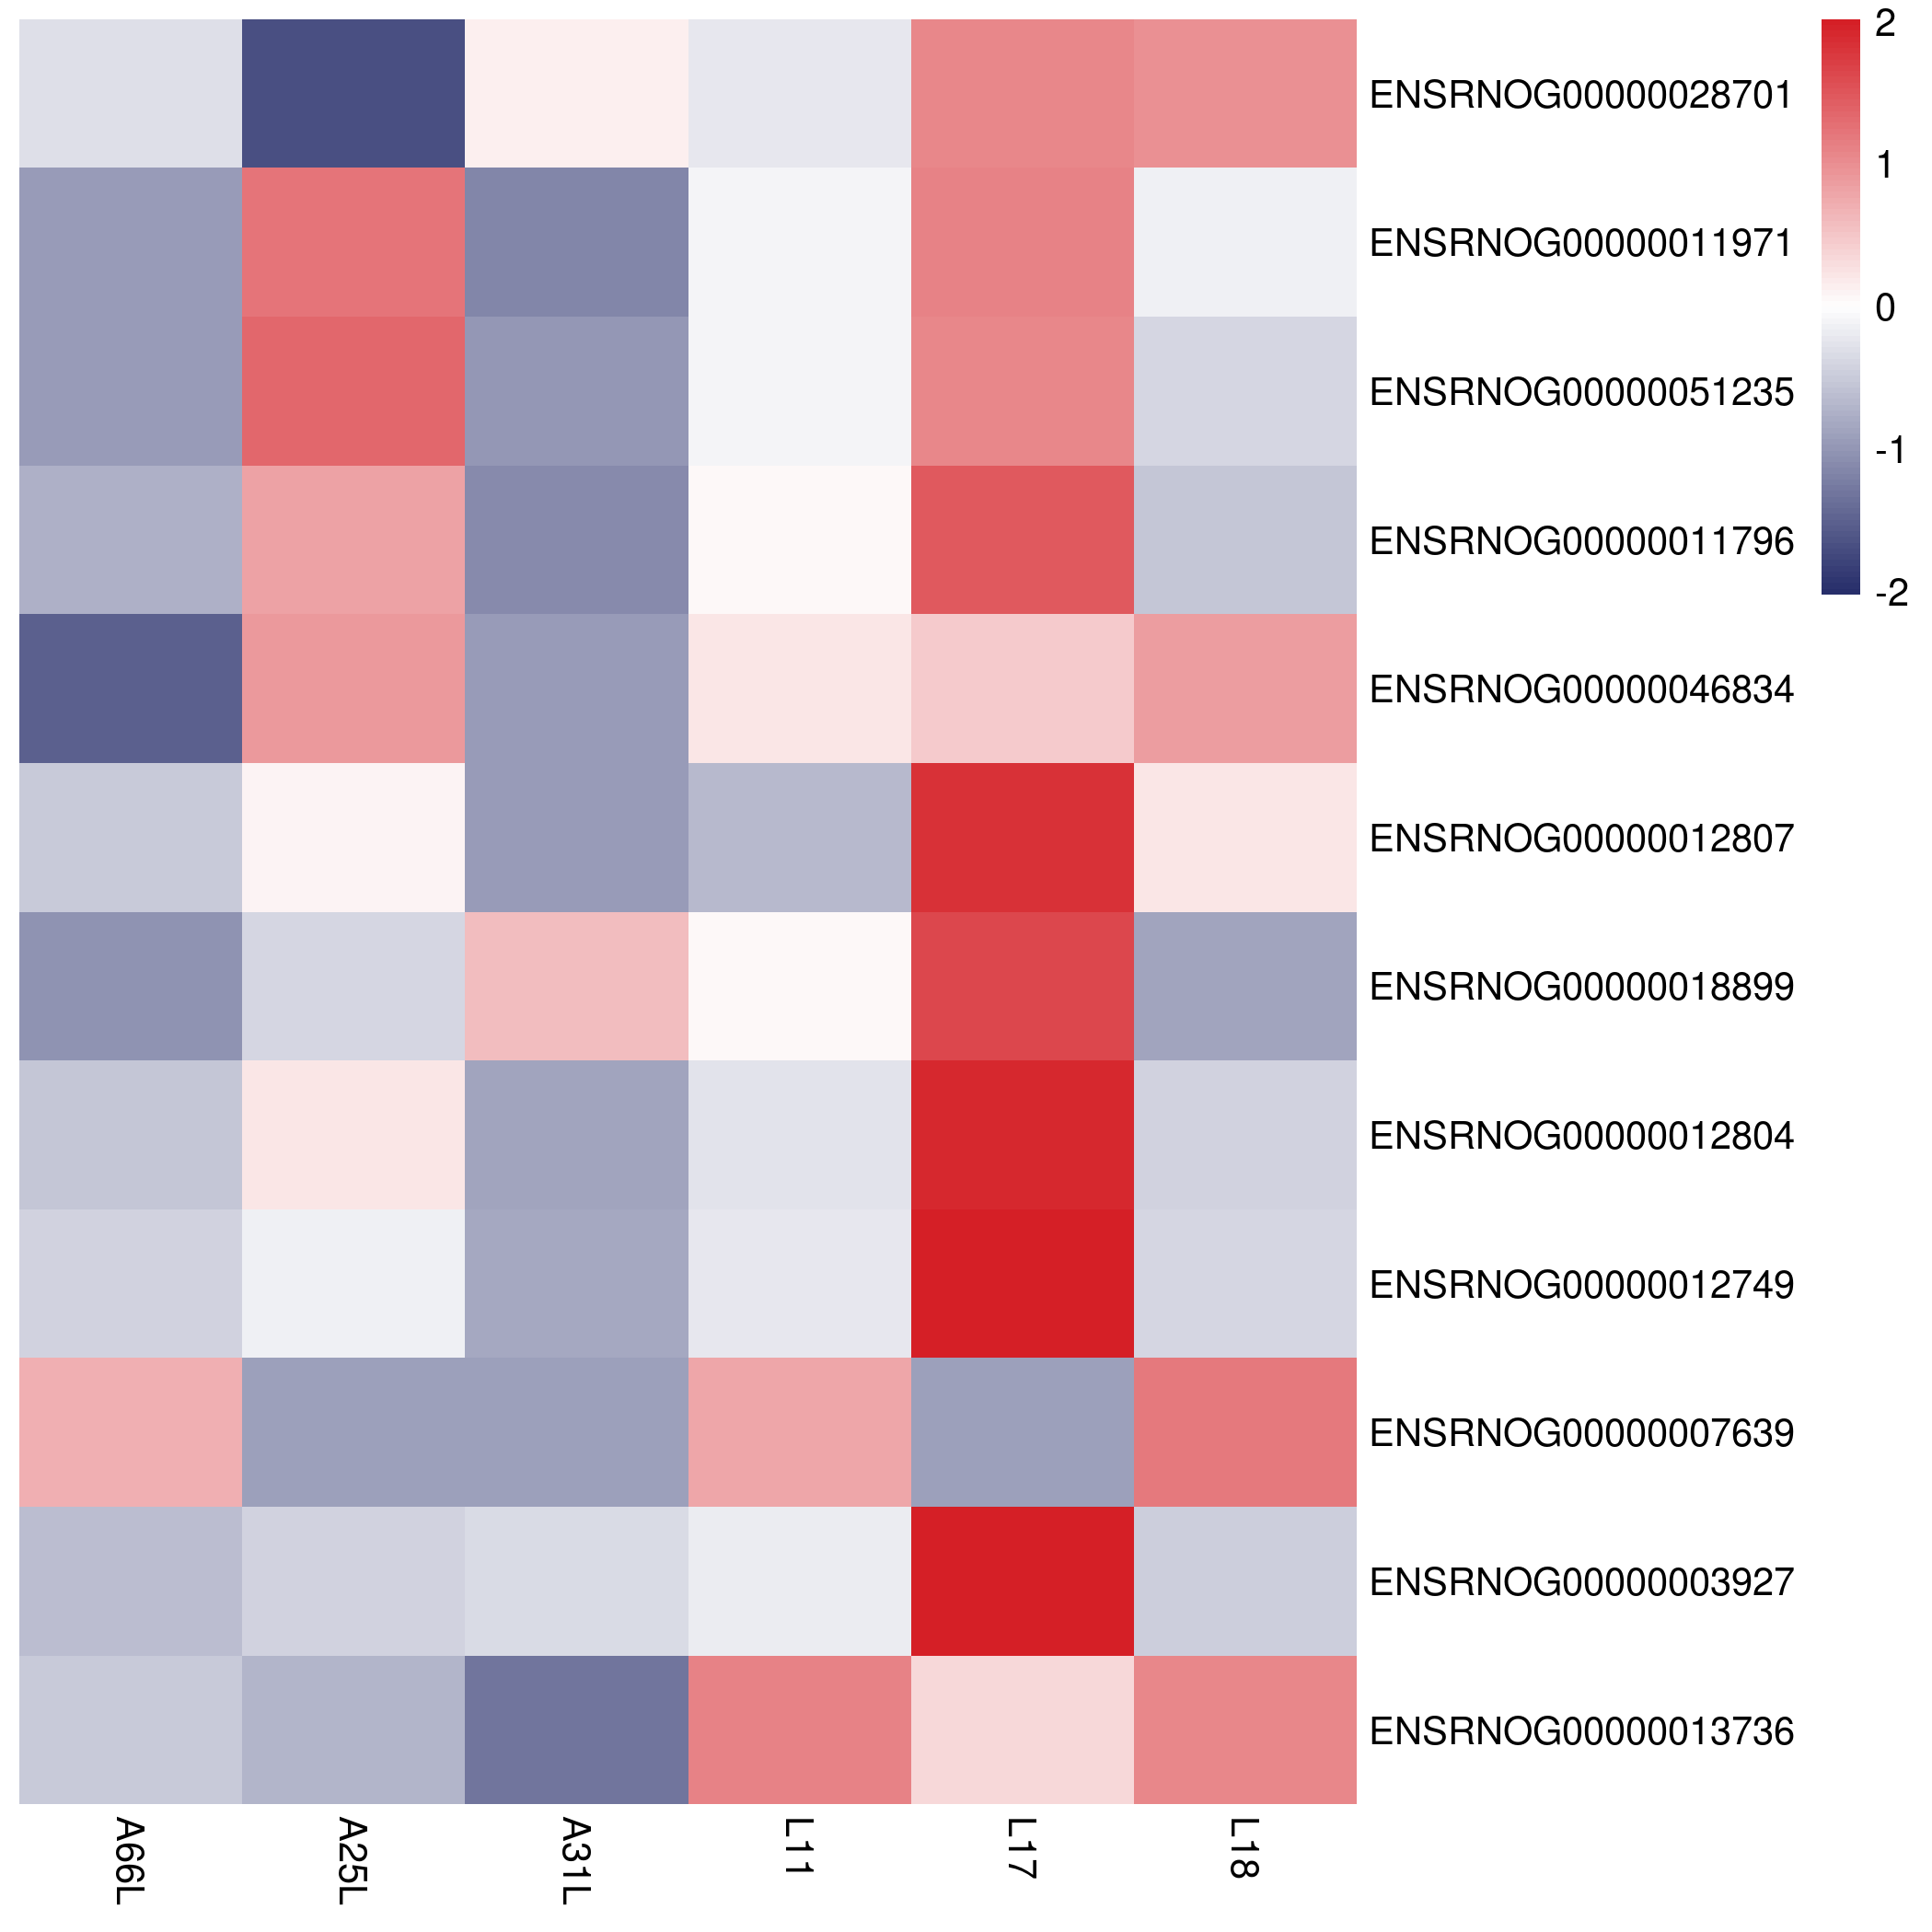 ENSRNOG00000028701
ENSRNOG00000011971
ENSRNOG00000051235
ENSRNOG00000011796
ENSRNOG00000046834
ENSRNOG00000012807
ENSRNOG00000018899
ENSRNOG00000012804
ENSRNOG00000012749
ENSRNOG00000007639
ENSRNOG00000003927
ENSRNOG00000013736
2
1
0
-1
-2
A66L
A25L
A31L
L11
L17
L18